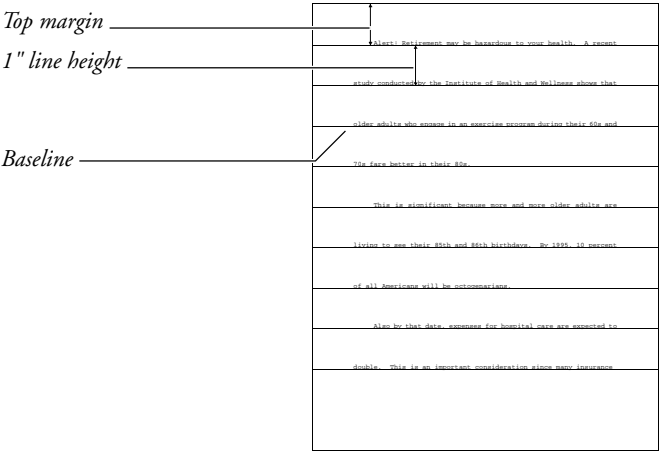 Top margin
1" line height
Baseline
Alert! Retirement may be hazardous to your health.  A recent
study conducted by the Institute of Health and Wellness shows that
older adults who engage in an exercise program during their 60s and
70s fare better in their 80s.
This is significant because more and more older adults are
living to see their 85th and 86th birthdays.  By 1995, 10 percent
of all Americans will be octogenarians.
Also by that date, expenses for hospital care are expected to
double.  This is an important consideration since many insurance